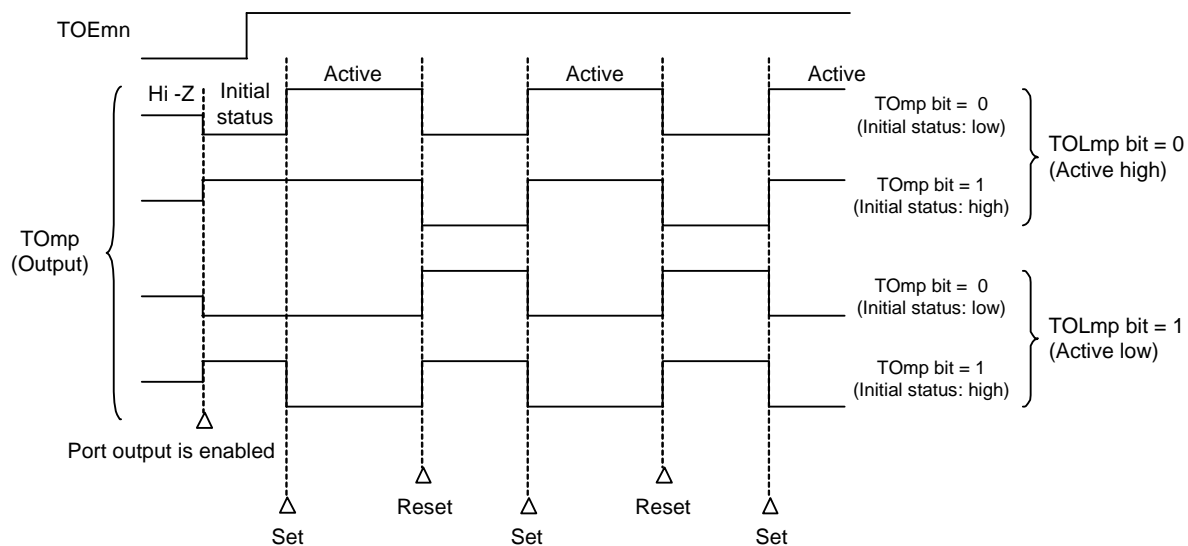 TOEmn
Active
Active
Active
Hi -Z
Initial
status
TOmp bit =  0
(Initial status: low)
TOLmp bit = 0
(Active high)
TOmp bit = 1
(Initial status: high)
TOmp
(Output)
TOmp bit =  0
(Initial status: low)
TOLmp bit = 1
(Active low)
TOmp bit = 1
(Initial status: high)
Port output is enabled
Reset
Reset
Set
Set
Set